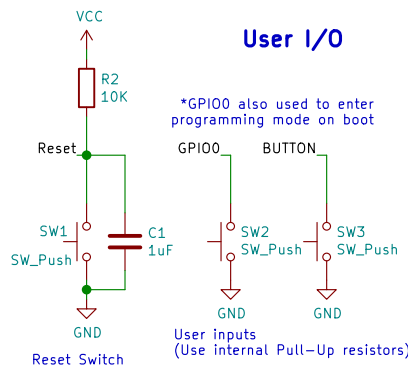 VCC
User I/O
R2
10K
*GPIO0 also used to enter
programming mode on boot
Reset
GPIO0
BUTTON
SW1
SW_Push
C1
1uF
SW2
SW_Push
SW3
SW_Push
GND
GND
GND
User inputs
(Use internal Pull-Up resistors)
Reset Switch